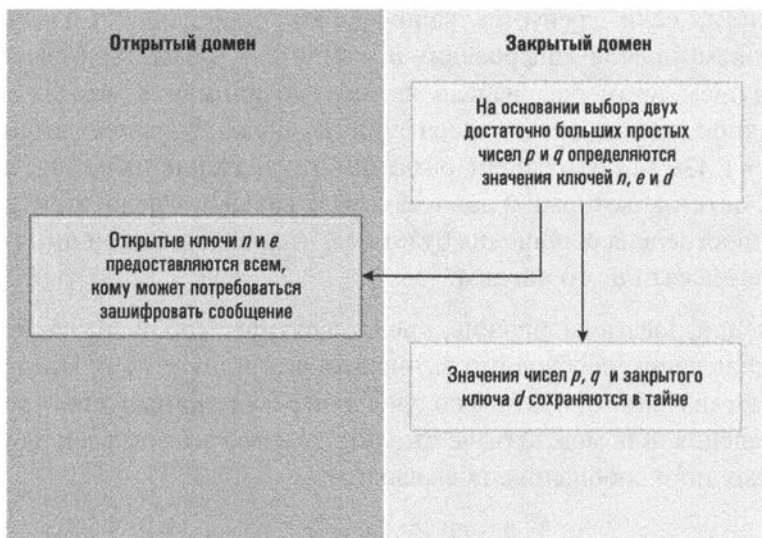 Открытый домен
Закрытый домен
На основании выбора двух
достаточно больших простых
чисел p и q определяются
значения ключей n, e и d
Открытые ключи n и e
предоставляются всем,
кому может потребоваться
зашифровать сообщение
Значения чисел p, q и закрытого
ключа d сохраняются в тайне